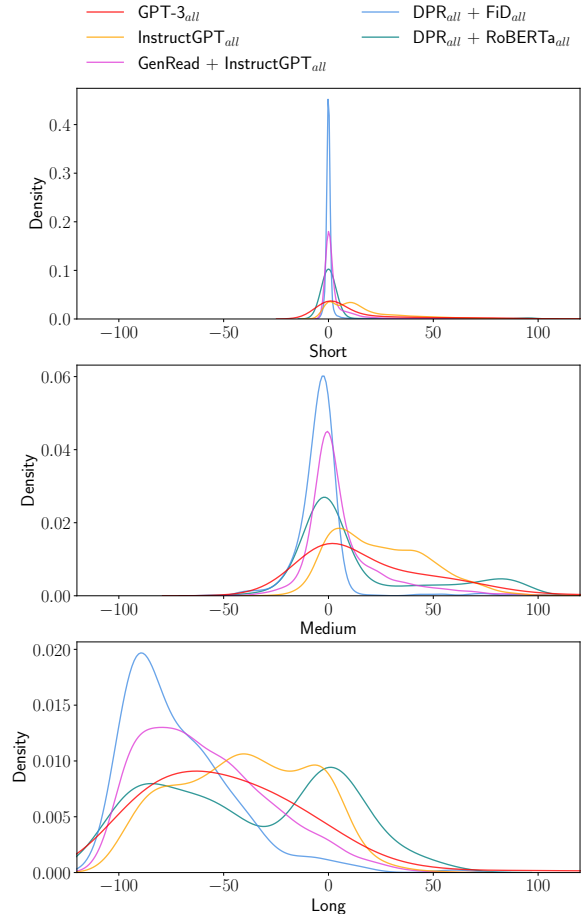 GPT-3all
InstructGPTall
GenRead + InstructGPTall
DPRall + FiDall
DPRall + RoBERTaall
0.4
0.3
0.2
0.1
0.0
Density
−100 −50 0 50 100
Short
0.06
0.04
0.02
0.00
Density
−100 −50 0 50 100
Medium
0.020
0.015
0.010
0.005
0.000
Density
−100 −50 0 50 100
Long